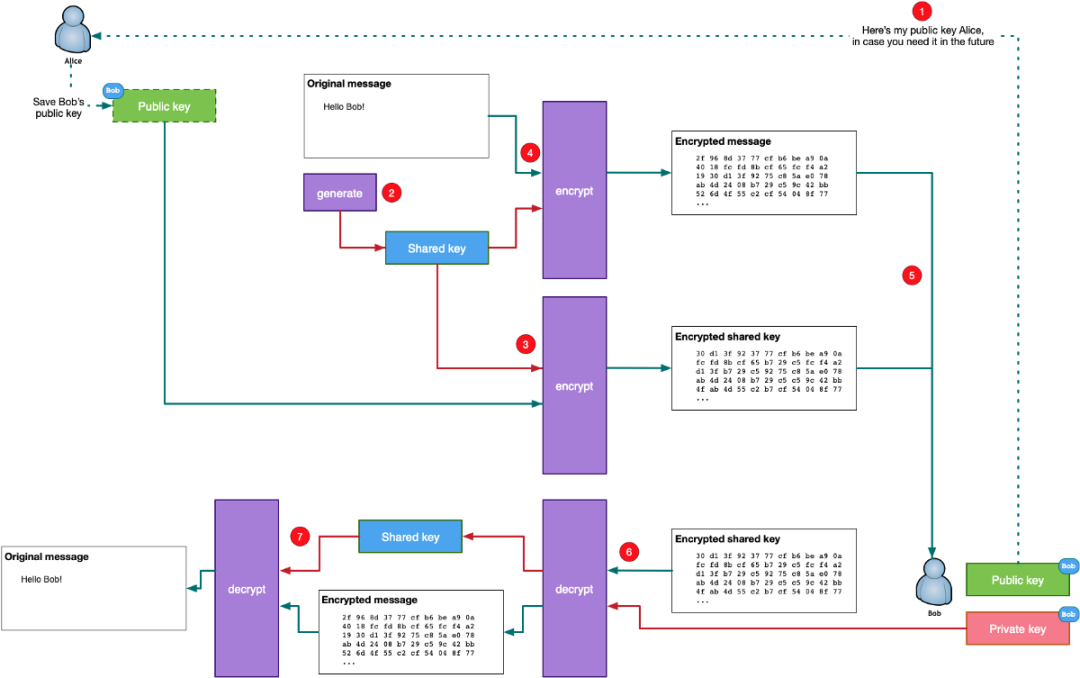 1
Here's my public key Alice,
in case you need it in the future
Alice
Save Bob's
public key
Bob
Public key
Original message
Hello Bob!
generate
2
Shared key
4
encrypt
Encrypted message
2f 96 8d 37 77 cf b6 be a9 0a
40 18 fc fd 8b cf 65 fc f4 a2
19 30 d1 3f 92 75 c8 5a e0 78
ab 4d 24 08 b7 29 c5 9c 42 bb
52 6d 4f 55 c2 cf 54 04 8f 77
...
5
3
encrypt
Encrypted shared key
30 d1 3f 92 37 77 cf b6 be a9 0a
fc fd 8b cf 65 b7 29 c5 fc f4 a2
d1 3f b7 29 c5 92 75 c8 5a e0 78
ab 4d 24 08 b7 29 c5 c5 9c 42 bb
4f ab 4d 55 c2 b7 cf 54 04 8f 77
...
Original message
Hello Bob!
decrypt
7
Shared key
Encrypted message
2f 96 8d 37 77 cf b6 be a9 0a
40 18 fc fd 8b cf 65 fc f4 a2
19 30 d1 3f 92 75 c8 5a e0 78
ab 4d 24 08 b7 29 c5 9c 42 bb
52 6d 4f 55 c2 cf 54 04 8f 77
...
decrypt
6
Encrypted shared key
30 d1 3f 92 37 77 cf b6 be a9 0a
fc fd 8b cf 65 b7 29 c5 fc f4 a2
d1 3f b7 29 c5 92 75 c8 5a e0 78
ab 4d 24 08 b7 29 c5 c5 9c 42 bb
4f ab 4d 55 c2 b7 cf 54 04 8f 77
...
Bob
Bob
Public key
Bob
Private key